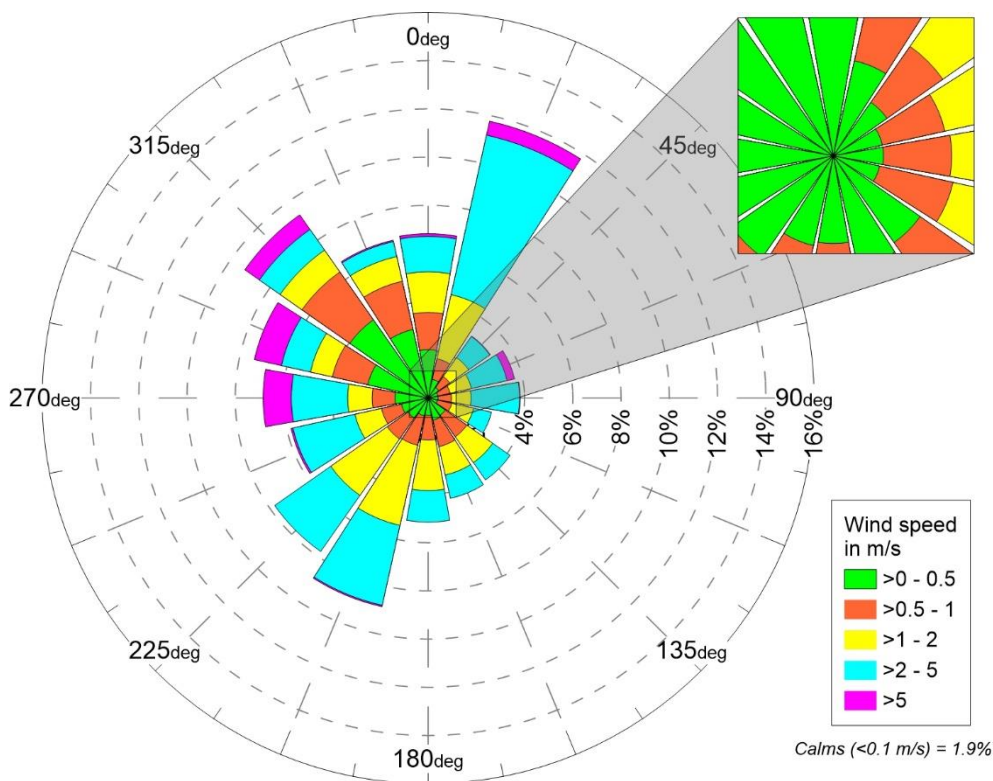 0deg
315deg
45deg
270deg
90deg
4%
6%
8%
10%
12%
14%
16%
225deg
135deg
180deg
Wind speed
in m/s
>0 - 0.5
>0.5 - 1
>1 - 2
>2 - 5
>5
Calms (<0.1 m/s) = 1.9%